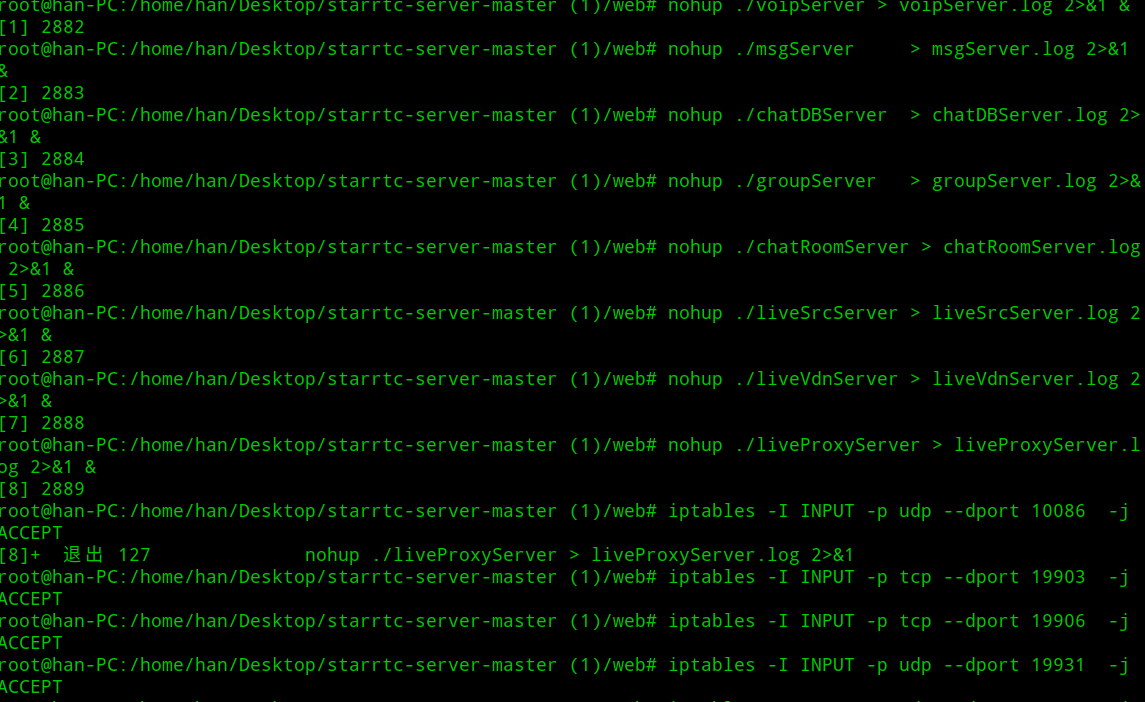 root@han-PC:/home/han/Desktop/starrtc-server-master (1)/web# nohup ./voipServer > voipServer.log 2>&1 &
[1] 2882
root@han-PC:/home/han/Desktop/starrtc-server-master (1)/web# nohup ./msgServer     > msgServer.log 2>&1
&
[2] 2883
root@han-PC:/home/han/Desktop/starrtc-server-master (1)/web# nohup ./chatDBServer  > chatDBServer.log 2>
&1 &
[3] 2884
root@han-PC:/home/han/Desktop/starrtc-server-master (1)/web# nohup ./groupServer   > groupServer.log 2>&
1 &
[4] 2885
root@han-PC:/home/han/Desktop/starrtc-server-master (1)/web# nohup ./chatRoomServer > chatRoomServer.log
 2>&1 &
[5] 2886
root@han-PC:/home/han/Desktop/starrtc-server-master (1)/web# nohup ./liveSrcServer > liveSrcServer.log 2
>&1 &
[6] 2887
root@han-PC:/home/han/Desktop/starrtc-server-master (1)/web# nohup ./liveVdnServer > liveVdnServer.log 2
>&1 &
[7] 2888
root@han-PC:/home/han/Desktop/starrtc-server-master (1)/web# nohup ./liveProxyServer > liveProxyServer.l
og 2>&1 &
[8] 2889
root@han-PC:/home/han/Desktop/starrtc-server-master (1)/web# iptables -I INPUT -p udp --dport 10086  -j
ACCEPT
[8]+  退出 127              nohup ./liveProxyServer > liveProxyServer.log 2>&1
root@han-PC:/home/han/Desktop/starrtc-server-master (1)/web# iptables -I INPUT -p tcp --dport 19903  -j
ACCEPT
root@han-PC:/home/han/Desktop/starrtc-server-master (1)/web# iptables -I INPUT -p tcp --dport 19906  -j
ACCEPT
root@han-PC:/home/han/Desktop/starrtc-server-master (1)/web# iptables -I INPUT -p udp --dport 19931  -j
ACCEPT